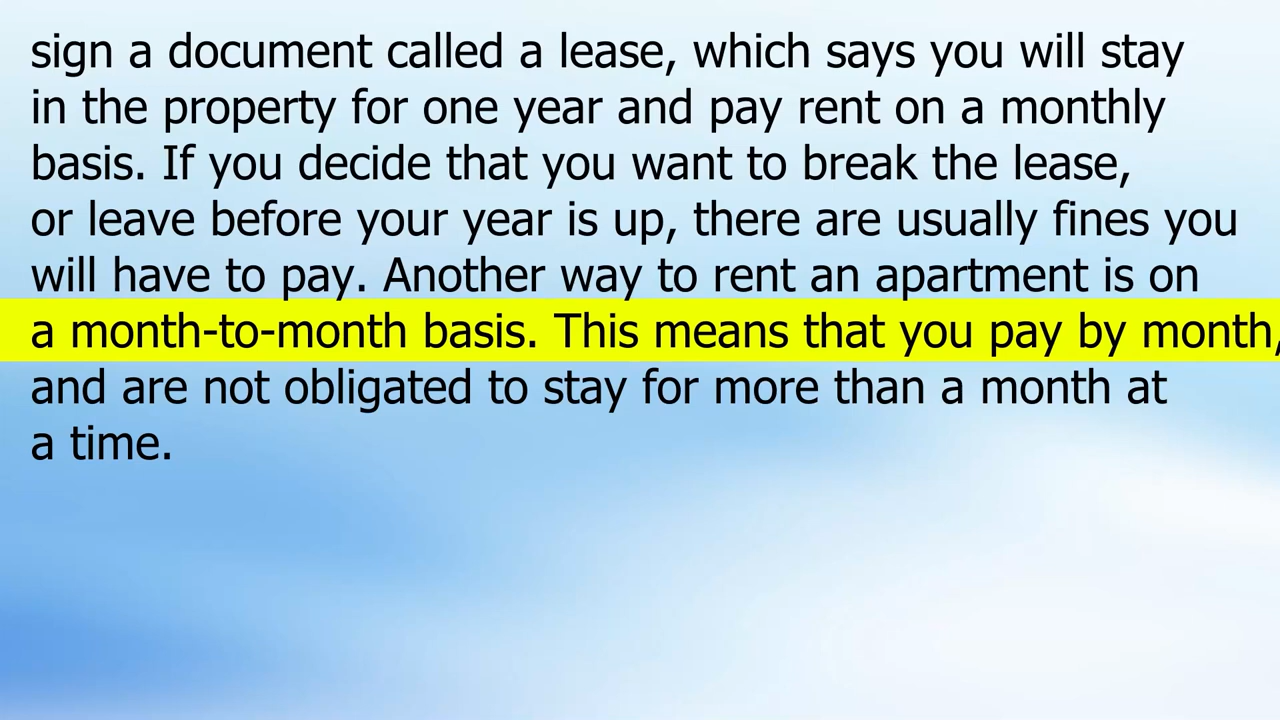 sign a document called a lease, which says you will stay
in the property for one year and pay rent on a monthly
basis. If you decide that you want to break the lease,
or leave before your year is up, there are usually fines you
will have to pay. Another way to rent an apartment is on
a month-to-month basis. This means that you pay by month,
and are not obligated to stay for more than a month at
a time.